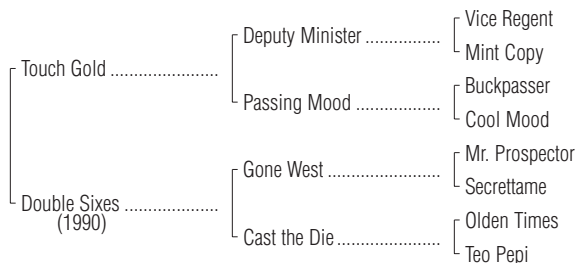 Vice Regent
Deputy Minister ................
Mint Copy
Touch Gold .......................
Buckpasser
Passing Mood ..................
Cool Mood
Mr. Prospector
Gone West .......................
Secrettame
Double Sixes ....................
(1990)
Olden Times
Cast the Die ......................
Teo Pepi